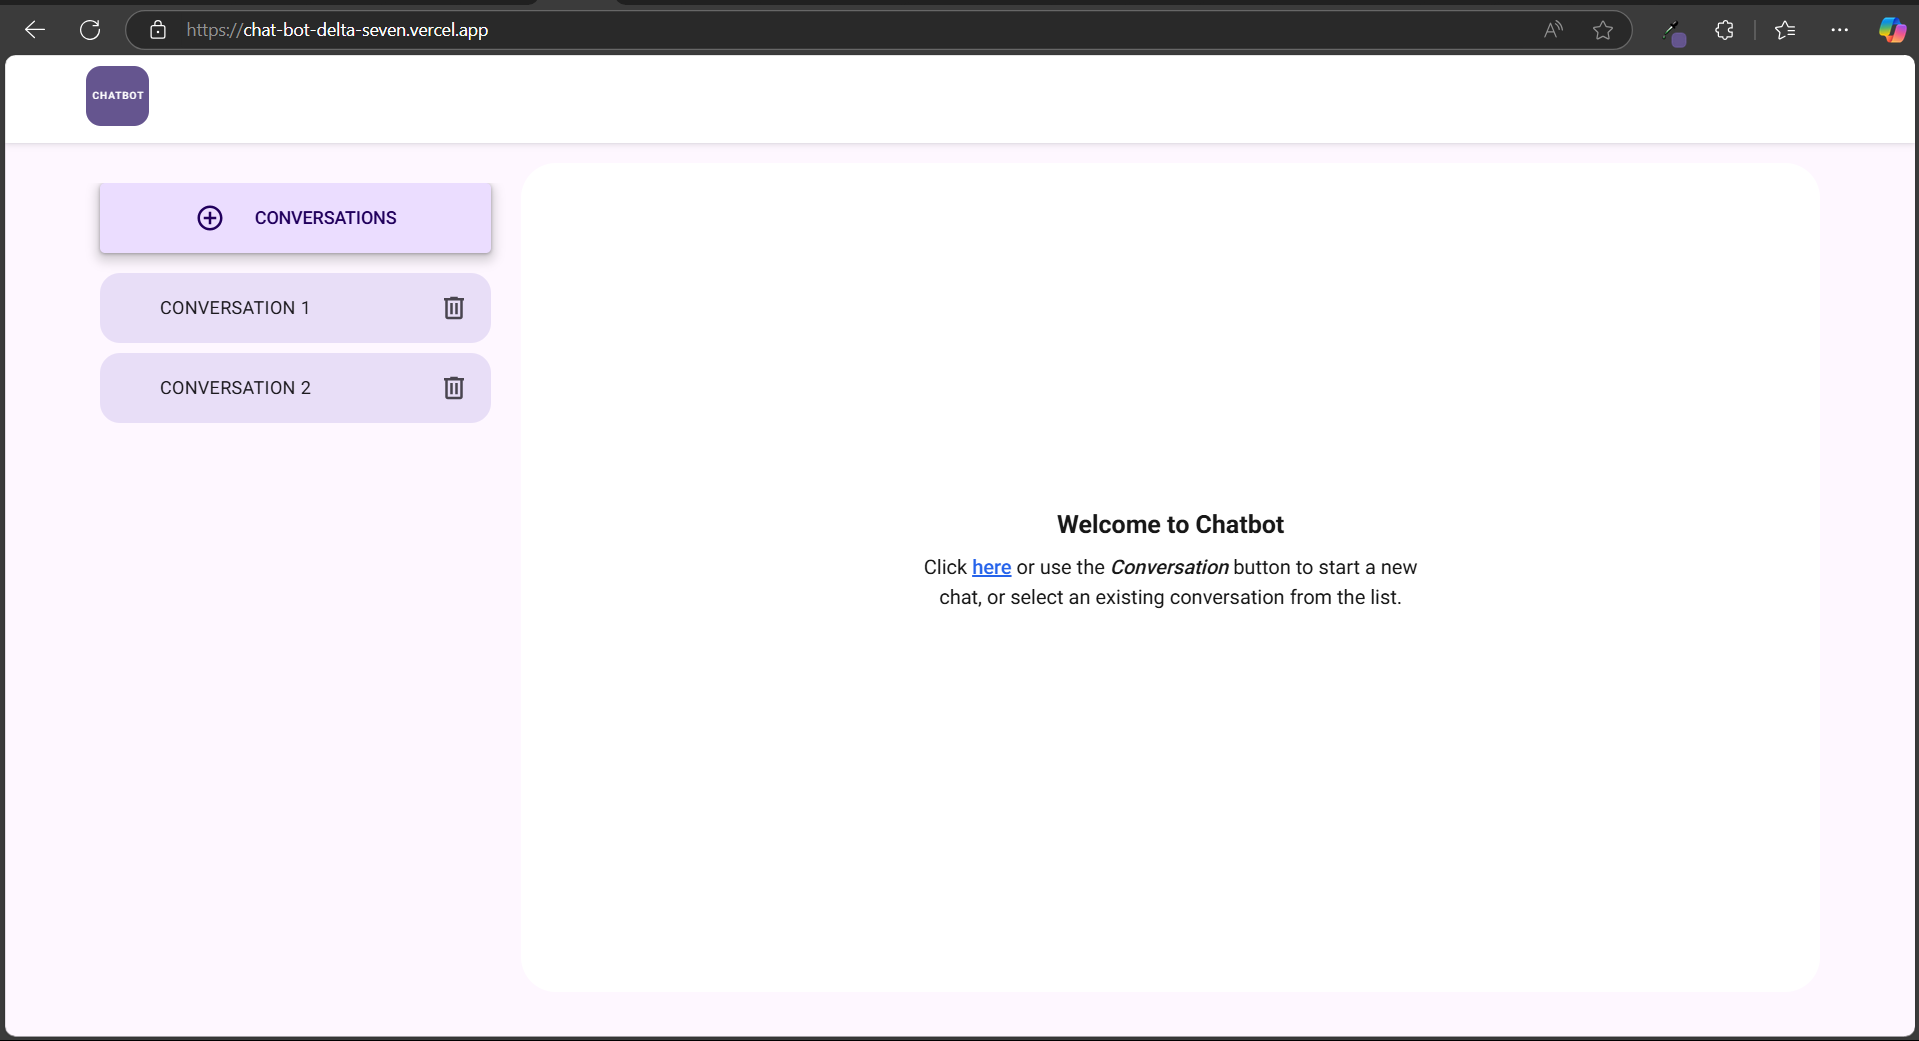 https://chat-bot-delta-seven.vercel.app
CHATBOT
CONVERSATIONS
CONVERSATION 1
CONVERSATION 2
Welcome to Chatbot
Click here or use the Conversation button to start a new
chat, or select an existing conversation from the list.